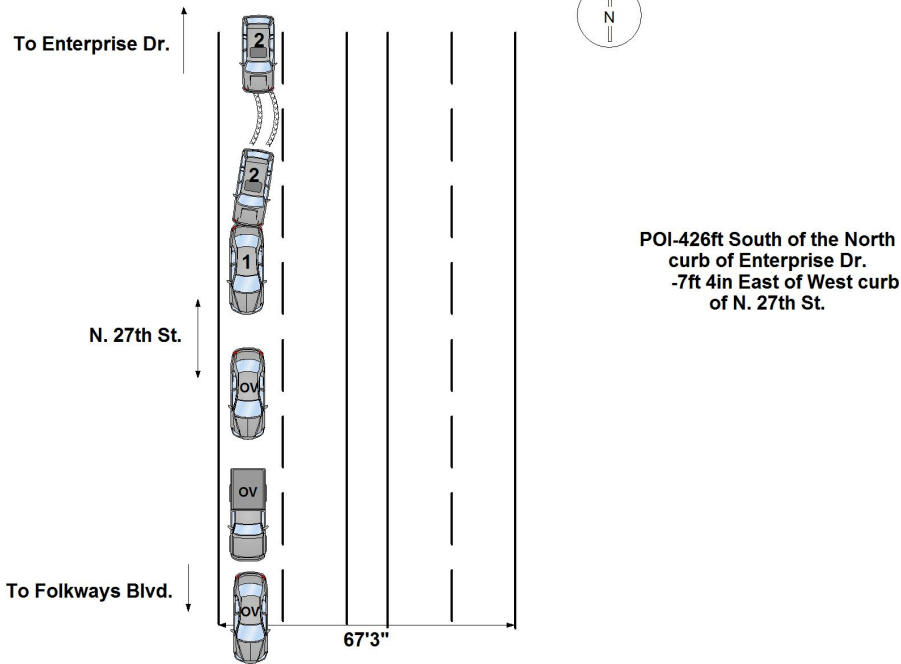 N
To Enterprise Dr.
2
2
1
POI-426ft South of the North
curb of Enterprise Dr.
-7ft 4in East of West curb
of N. 27th St.
N. 27th St.
OV
OV
To Folkways Blvd.
OV
67'3"